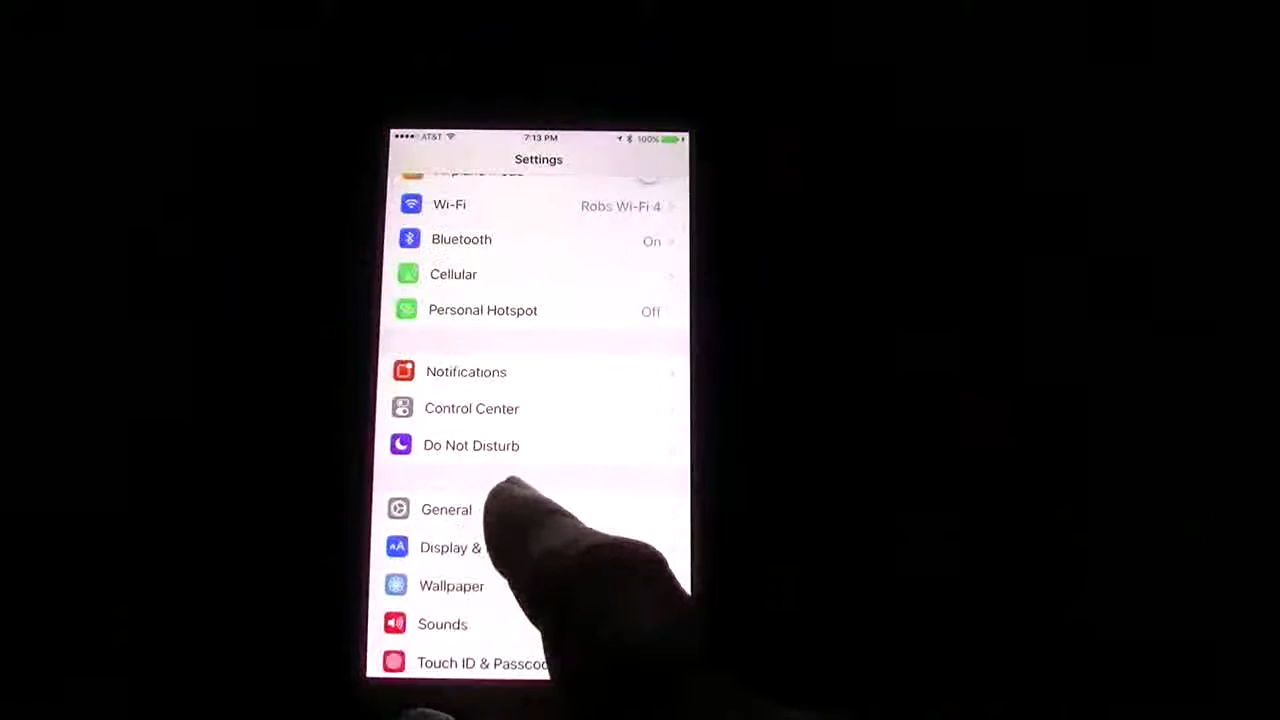 AT&T 7:13 PM 100%
Settings
Wi-Fi Robs Wi-Fi 4
Bluetooth On
Cellular
Personal Hotspot Off
Notifications
Control Center
Do Not Disturb
General
Display &
Wallpaper
Sounds
Touch ID & Passco